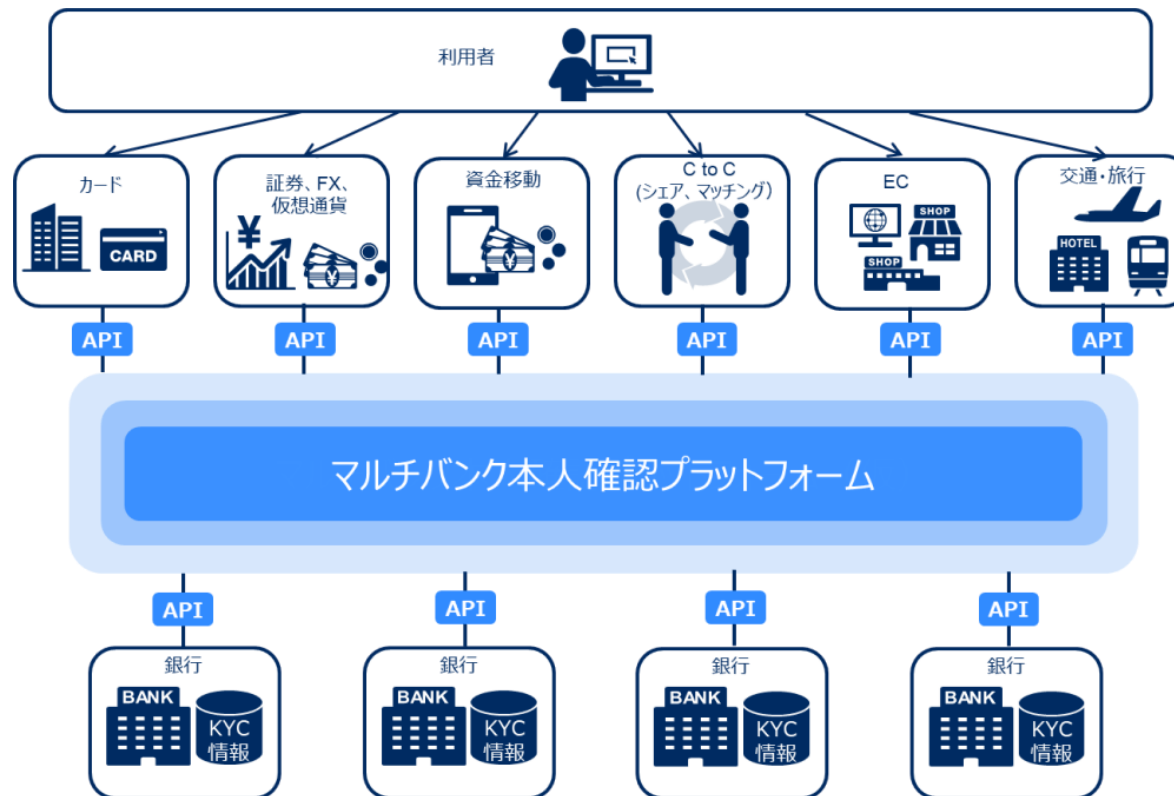 利用者
カード
CARD
証券、FX、
仮想通貨
¥
¥
資金移動
¥
C to C
(シェア、マッチング)
EC
SHOP
SHOP
交通・旅行
HOTEL
API
API
API
API
API
API
マルチバンク本人確認プラットフォーム
API
API
API
API
銀行
BANK
KYC
情報
銀行
BANK
KYC
情報
銀行
BANK
KYC
情報
銀行
BANK
KYC
情報